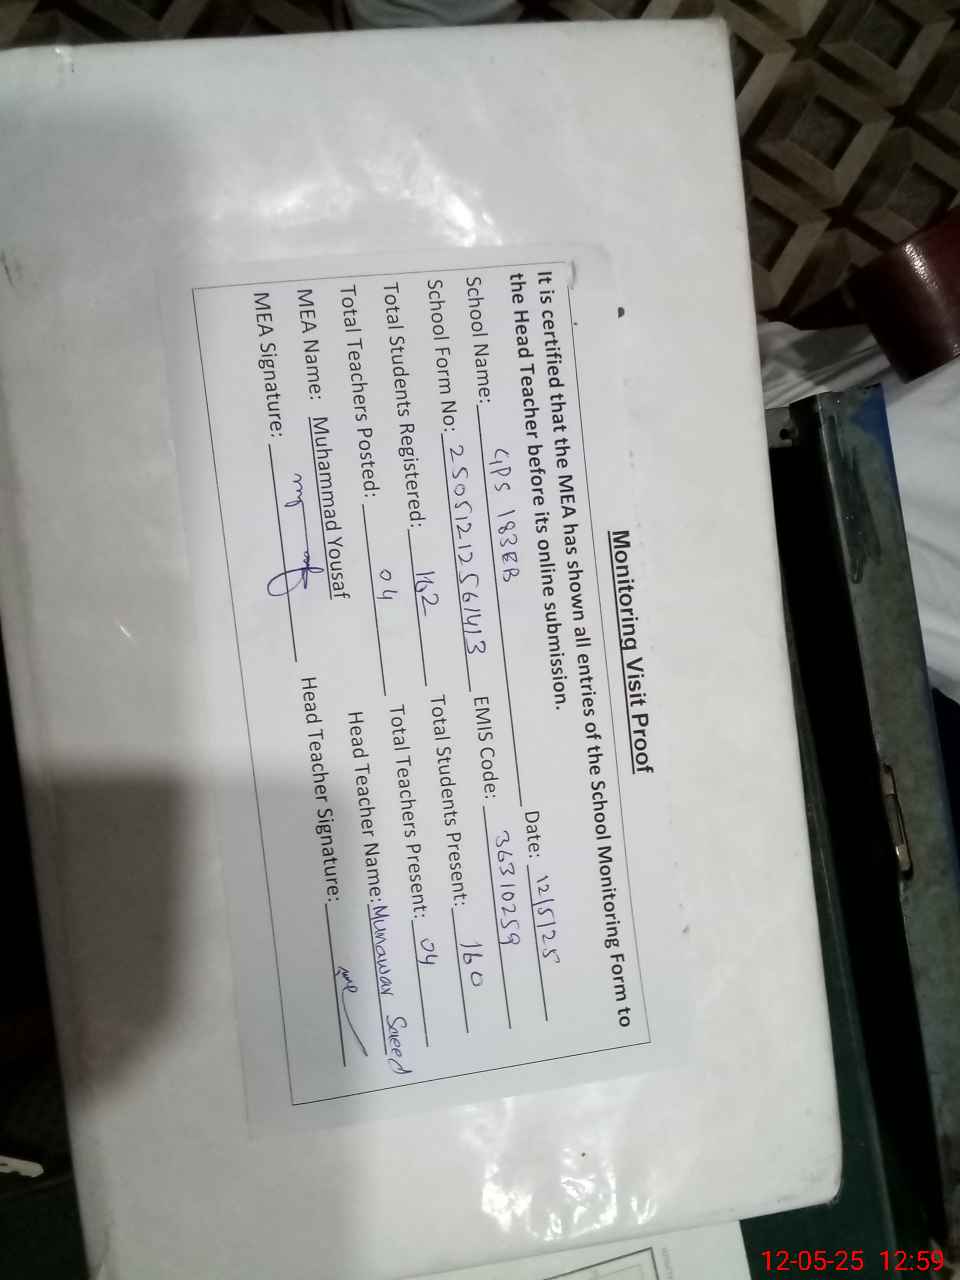 Monitoring Visit Proof
It is certified that the MEA has shown all entries of the School Monitoring Form to
the Head Teacher before its online submission.
School Name: GPS 183EB Date: 12/5/25
School Form No: 25051212561413 EMIS Code: 36310259
Total Students Registered: 162 Total Students Present: 160
Total Teachers Posted: 04 Total Teachers Present: 04
MEA Name: Muhammad Yousaf Head Teacher Name: Munawar Saeed
MEA Signature: Head Teacher Signature:
12-05-25 12:59